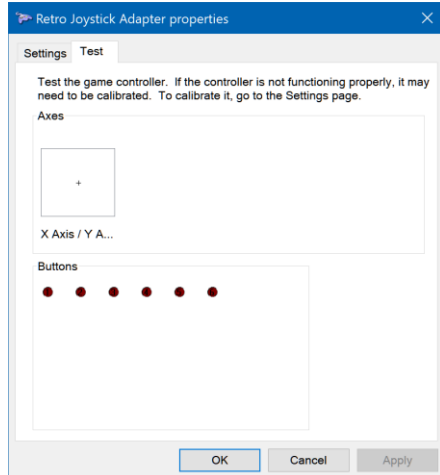 Retro Joystick Adapter properties
Settings Test
Test the game controller. If the controller is not functioning properly, it may
need to be calibrated. To calibrate it, go to the Settings page.
Axes
X Axis / Y A...
Buttons
OK Cancel Apply